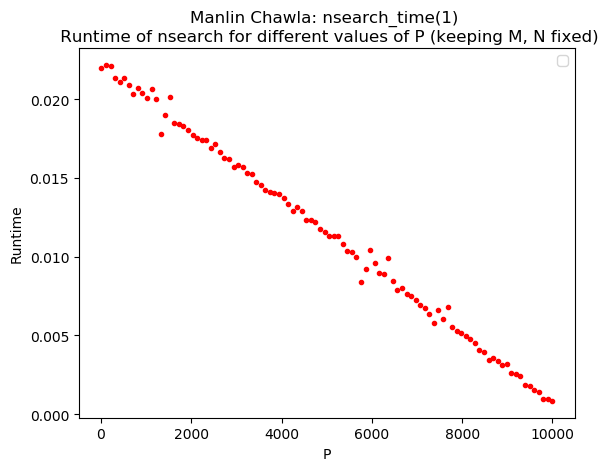 Manlin Chawla: nsearch_time(1)
Runtime of nsearch for different values of P (keeping M, N fixed)
0.020
0.015
0.010
0.005
0.000
Runtime
0 2000 4000 6000 8000 10000
P